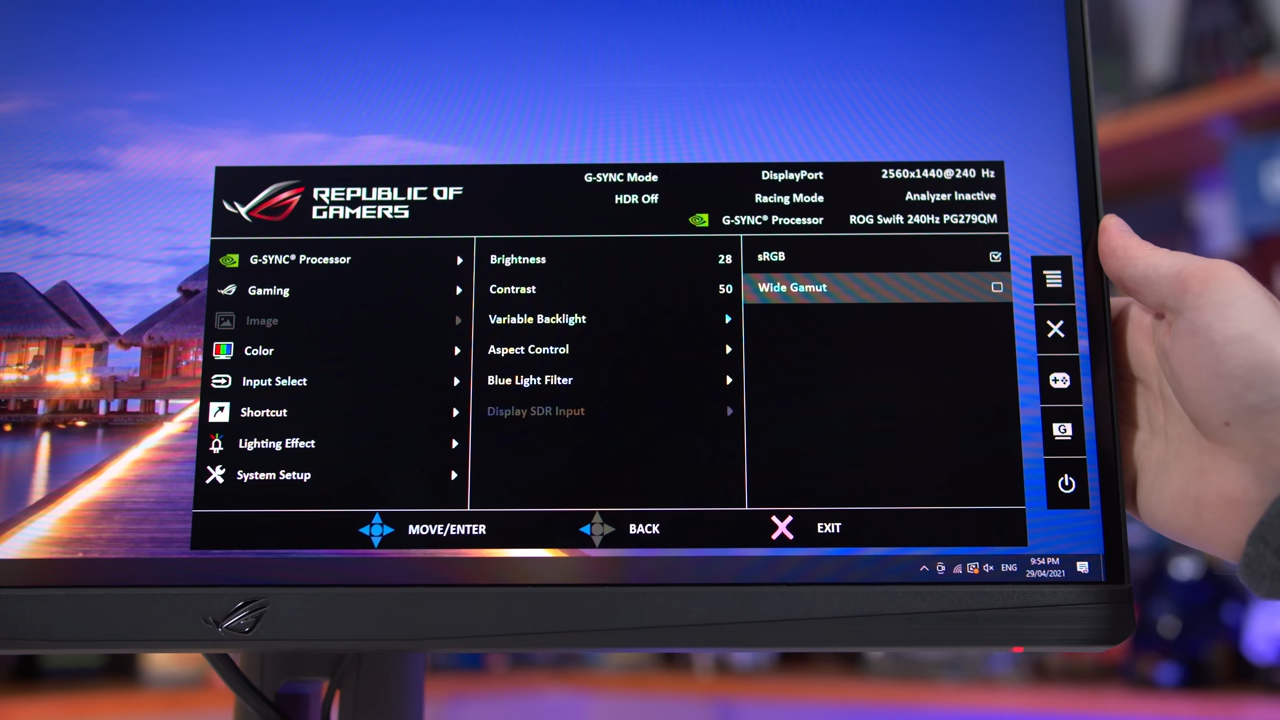 REPUBLIC OF
GAMERS
G-SYNC Mode
HDR Off
DisplayPort
Racing Mode
G-SYNC® Processor
2560x1440@240 Hz
Analyzer Inactive
ROG Swift 240Hz PG279QM
G-SYNC® Processor
Gaming
Image
Color
Input Select
Shortcut
Lighting Effect
System Setup
Brightness 28
Contrast 50
Variable Backlight
Aspect Control
Blue Light Filter
Display SDR Input
sRGB
Wide Gamut
MOVE/ENTER
BACK
EXIT
G
ENG
9:54 PM
29/04/2021